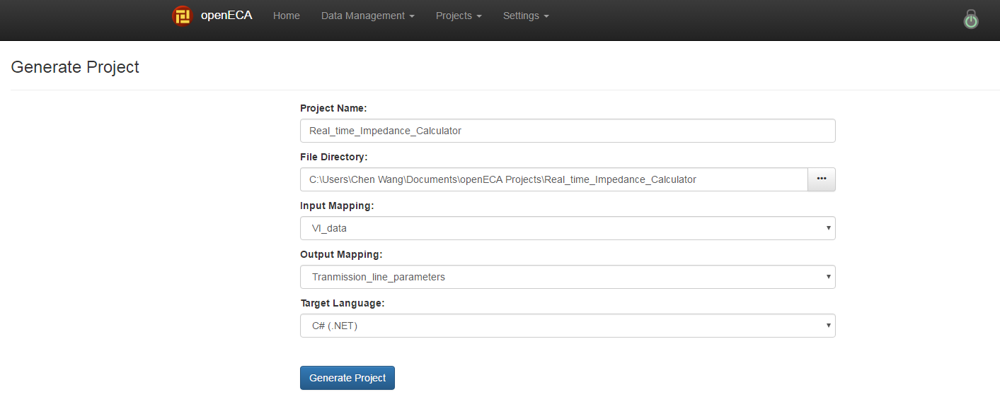 openECA Home Data Management Projects Settings
Generate Project
Project Name:
Real_time_Impedance_Calculator
File Directory:
C:\Users\Chen Wang\Documents\openECA Projects\Real_time_Impedance_Calculator
•••
Input Mapping:
VI_data
Output Mapping:
Tranmission_line_parameters
Target Language:
C# (.NET)
Generate Project